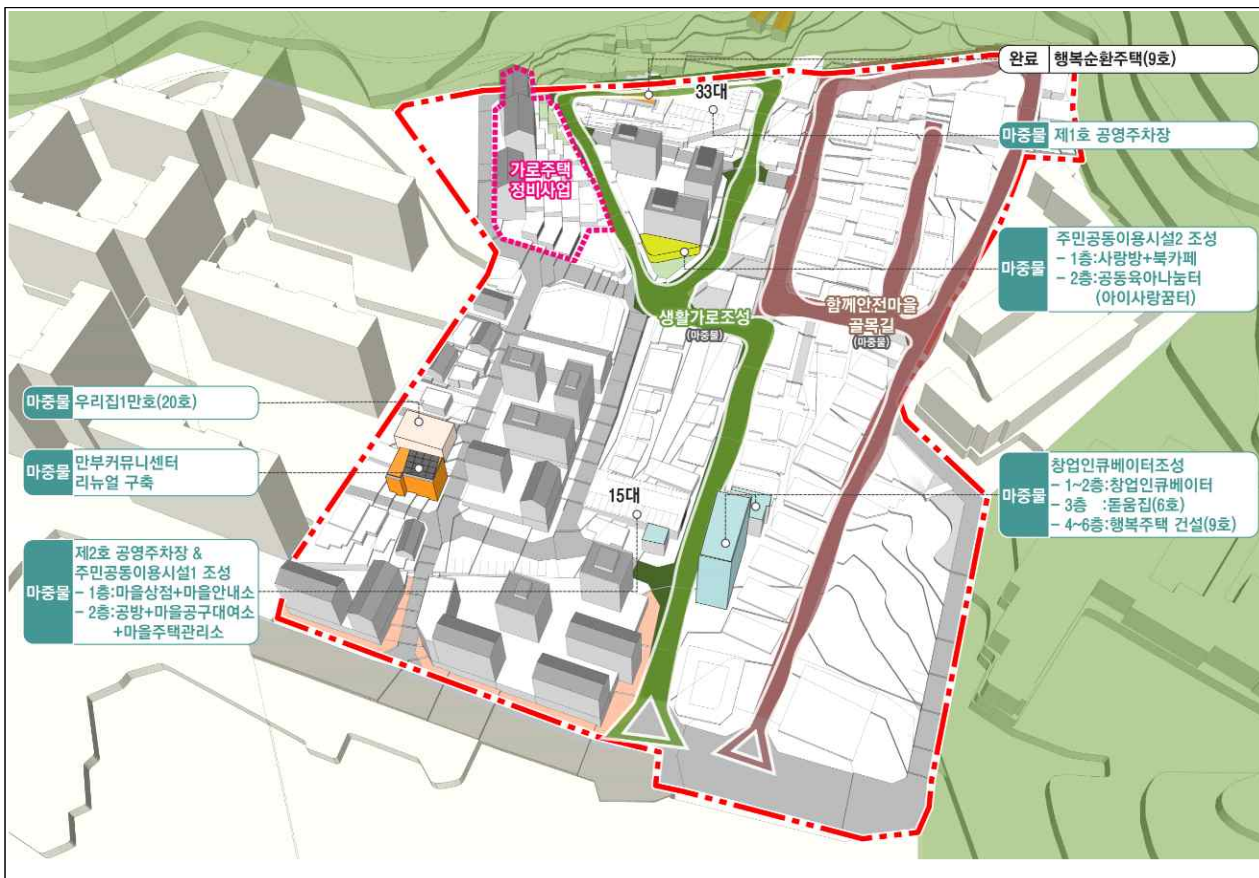 완료 행복순환주택(9호)
33대
마중물 제1호 공영주차장
가로주택
정비사업
마중물 주민공동이용시설2 조성
- 1층:사랑방+북카페
- 2층:공동육아나눔터
(아이사랑꿈터)
생활가로조성
(마중물)
함께안전마을
골목길
(마중물)
마중물 우리집1만호(20호)
마중물 만부커뮤니센터
리뉴얼 구축
마중물 창업인큐베이터조성
- 1~2층:창업인큐베이터
- 3층 :돋움집(6호)
- 4~6층:행복주택 건설(9호)
15대
마중물 제2호 공영주차장 &
주민공동이용시설1 조성
- 1층:마을상점+마을안내소
- 2층:공방+마을공구대여소
+마을주택관리소